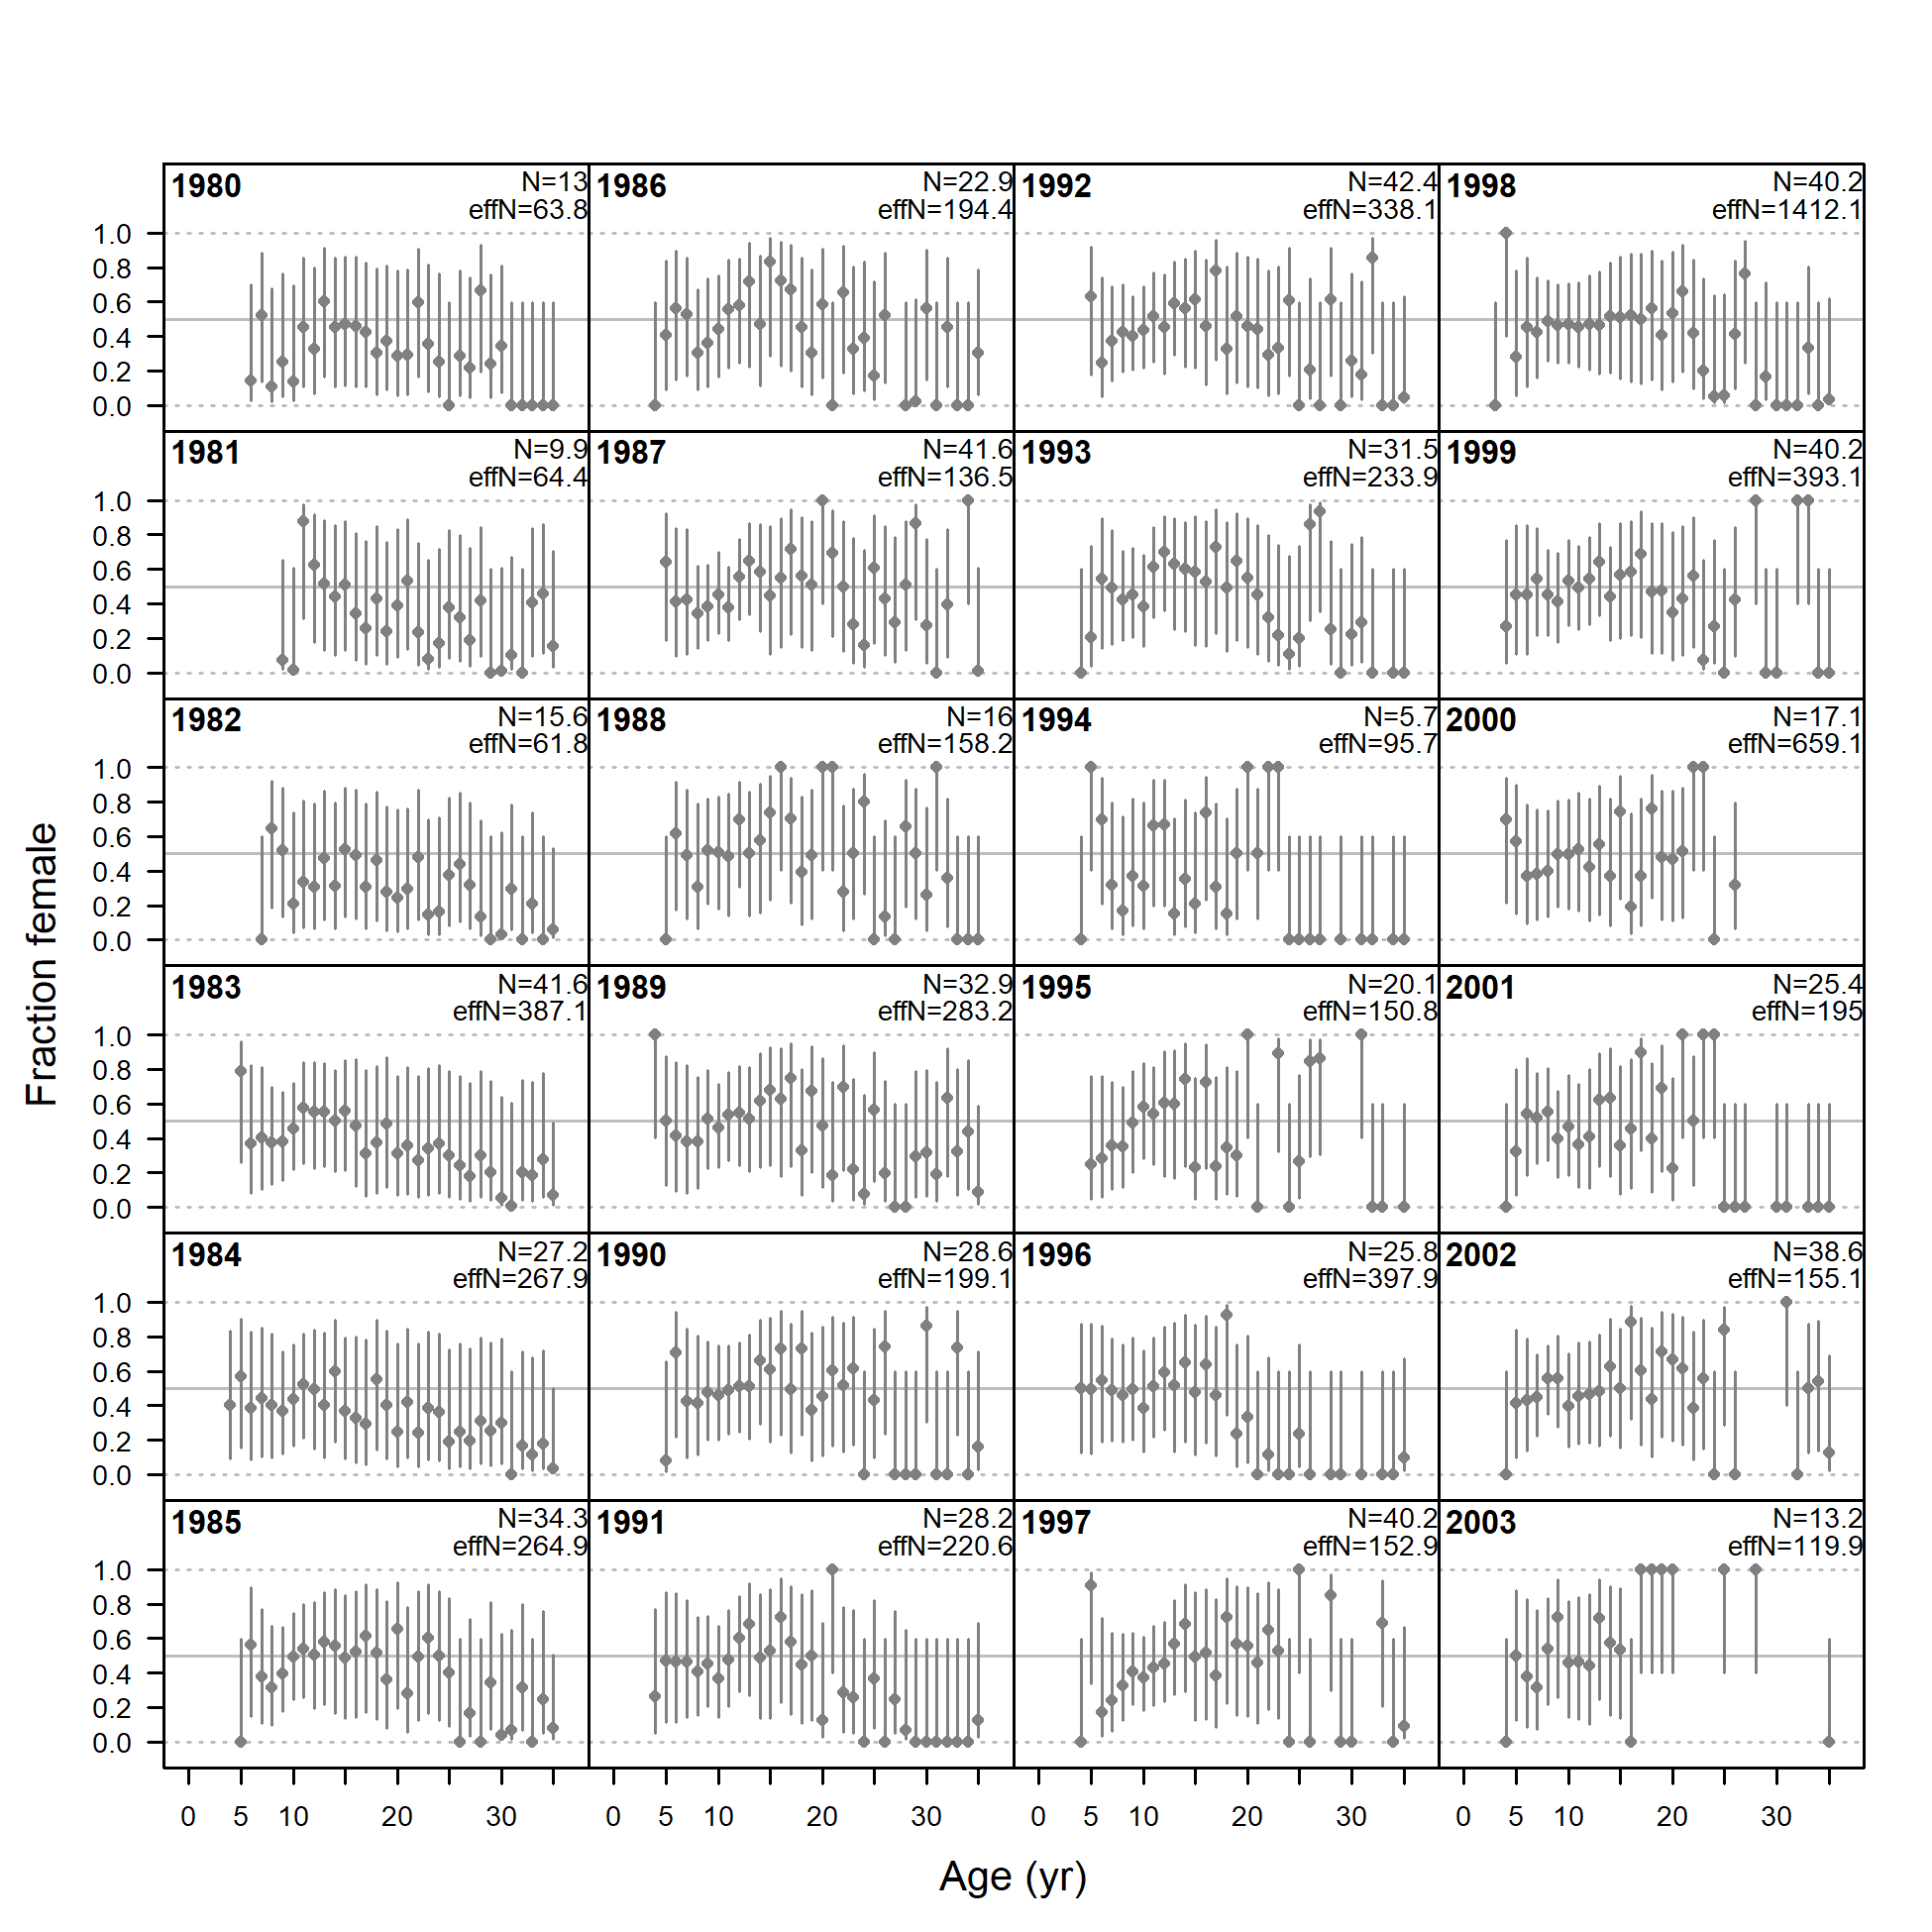 1980 N=13 1986 N=22.9 1992 N=42.4 1998 N=40.2
effN=63.8 effN=194.4 effN=338.1 effN=1412.1
1.0
0.8
0.6
0.4
0.2
0.0
1981 N=9.9 1987 N=41.6 1993 N=31.5 1999 N=40.2
effN=64.4 effN=136.5 effN=233.9 effN=393.1
1.0
0.8
0.6
0.4
0.2
0.0
1982 N=15.6 1988 N=16 1994 N=5.7 2000 N=17.1
effN=61.8 effN=158.2 effN=95.7 effN=659.1
1.0
0.8
0.6
0.4
0.2
0.0
Fraction female
1983 N=41.6 1989 N=32.9 1995 N=20.1 2001 N=25.4
effN=387.1 effN=283.2 effN=150.8 effN=195
1.0
0.8
0.6
0.4
0.2
0.0
1984 N=27.2 1990 N=28.6 1996 N=25.8 2002 N=38.6
effN=267.9 effN=199.1 effN=397.9 effN=155.1
1.0
0.8
0.6
0.4
0.2
0.0
1985 N=34.3 1991 N=28.2 1997 N=40.2 2003 N=13.2
effN=264.9 effN=220.6 effN=152.9 effN=119.9
1.0
0.8
0.6
0.4
0.2
0.0
0 5 10 20 30 0 5 10 20 30 0 5 10 20 30 0 5 10 20 30
Age (yr)